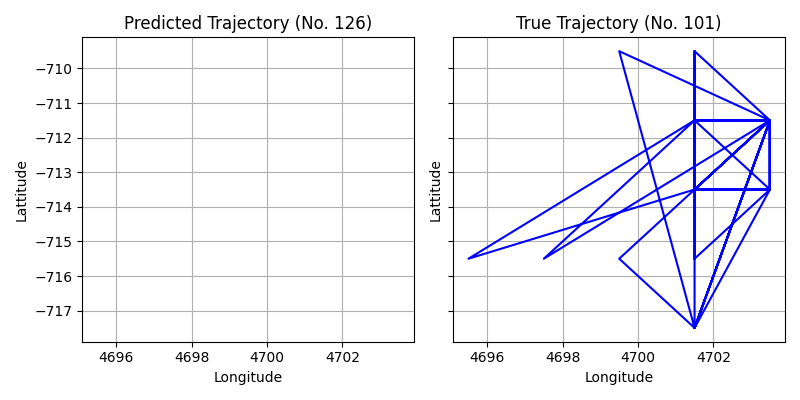 Predicted Trajectory (No. 126)
Lattitude
−710
−711
−712
−713
−714
−715
−716
−717
4696 4698 4700 4702
Longitude
True Trajectory (No. 101)
Lattitude
4696 4698 4700 4702
Longitude